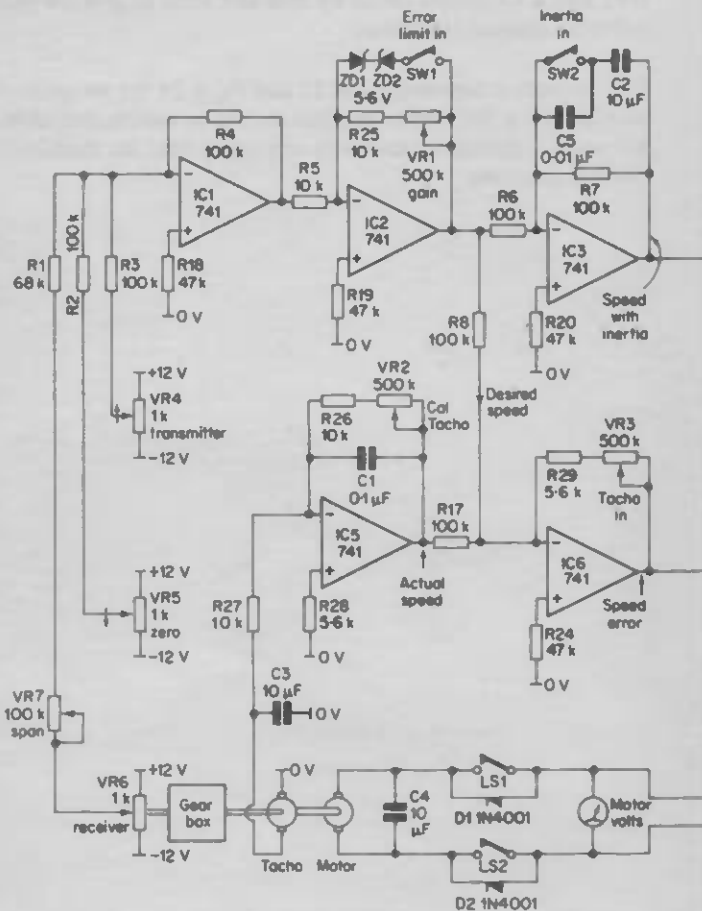 Error
limit in
Inertia
in
ZD1 ZD2 SW1
5·6 V
SW2
C2
10 µF
R4
100 k
R25
10 k
VR1
500 k
gain
C5
0·01 µF
R5
10 k
R7
100 k
R6
100 k
IC1
741
IC2
741
IC3
741
R1
68 k
100 k
R2
R3
100 k
R18
47 k
0 V
R19
47 k
0 V
R8
100 k
R20
47 k
0 V
Speed
with
inertia
+12 V
VR4
1 k
transmitter
-12 V
VR2
500 k
R26
10 k
Cal
Tacho
Desired
speed
VR3
500 k
R29
5·6 k
Tacho
in
C1
0·1 µF
R17
100 k
IC5
741
IC6
741
Actual
speed
Speed
error
+12 V
VR5
1 k
zero
-12 V
R27
10 k
R28
5·6 k
0 V
R24
47 k
0 V
C3
10 µF
0 V
VR7
100 k
span
+12 V
VR6
1 k
receiver
-12 V
Gear
box
0 V
Tacho
Motor
C4
10
µF
LS1
D1 1N4001
LS2
D2 1N4001
Motor
volts